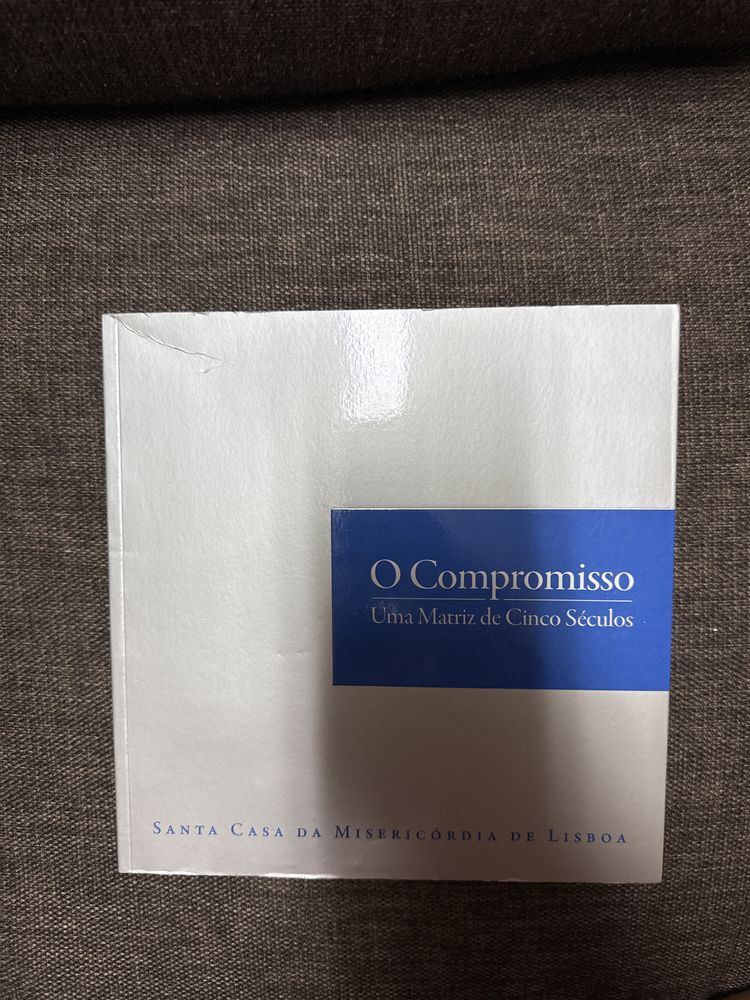 O Compromisso
Uma Matriz de Cinco Séculos
SANTA CASA DA MISERICÓRDIA DE LISBOA